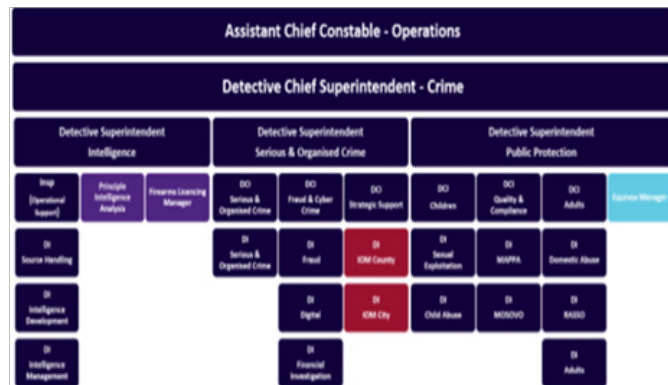 Assistant Chief Constable - Operations
Detective Chief Superintendent - Crime
Detective Superintendent
Intelligence
Detective Superintendent
Serious & Organised Crime
Detective Superintendent
Public Protection
Insp
(Operational
Support)
Principle
Intelligence
Analysis
Firearms Licencing
Manager
DCI
Serious &
Organised Crime
DCI
Fraud & Cyber
Crime
DCI
Strategic Support
DCI
Children
DCI
Quality &
Compliance
DCI
Adults
Equinox Manager
DI
Source Handling
DI
Serious &
Organised Crime
DI
Fraud
DI
IOM County
DI
Sexual
Exploitation
DI
MAPPA
DI
Domestic Abuse
DI
Intelligence
Development
DI
Digital
DI
IOM City
DI
Child Abuse
DI
MOSOVO
DI
RASSO
DI
Intelligence
Management
DI
Financial
Investigation
DI
Adults